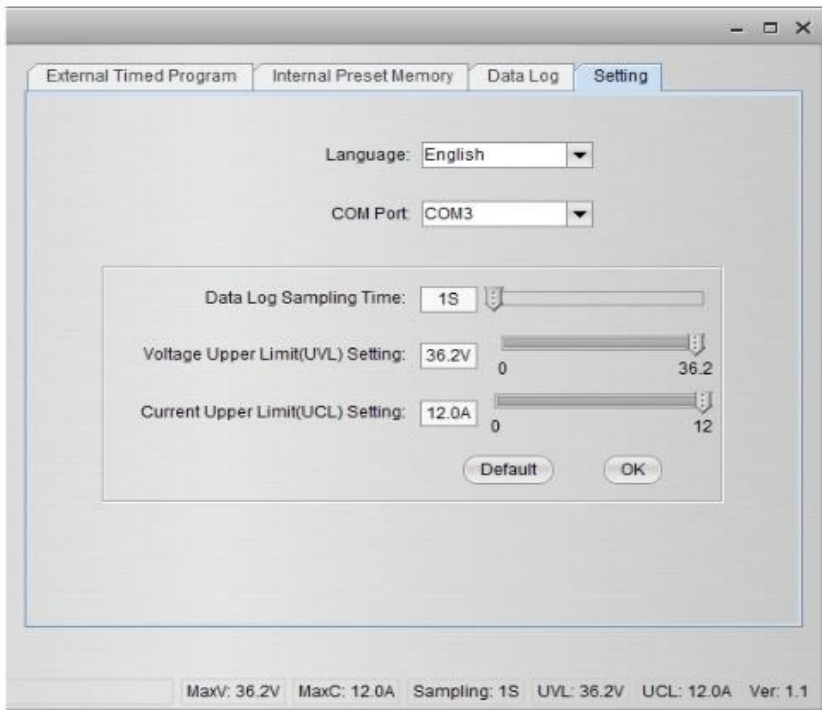 External Timed Program Internal Preset Memory Data Log Setting
Language: English
COM Port: COM3
Data Log Sampling Time: 1S
Voltage Upper Limit(UVL) Setting: 36.2V
0 36.2
Current Upper Limit(UCL) Setting: 12.0A
0 12
Default OK
MaxV: 36.2V MaxC: 12.0A Sampling: 1S UVL: 36.2V UCL: 12.0A Ver: 1.1